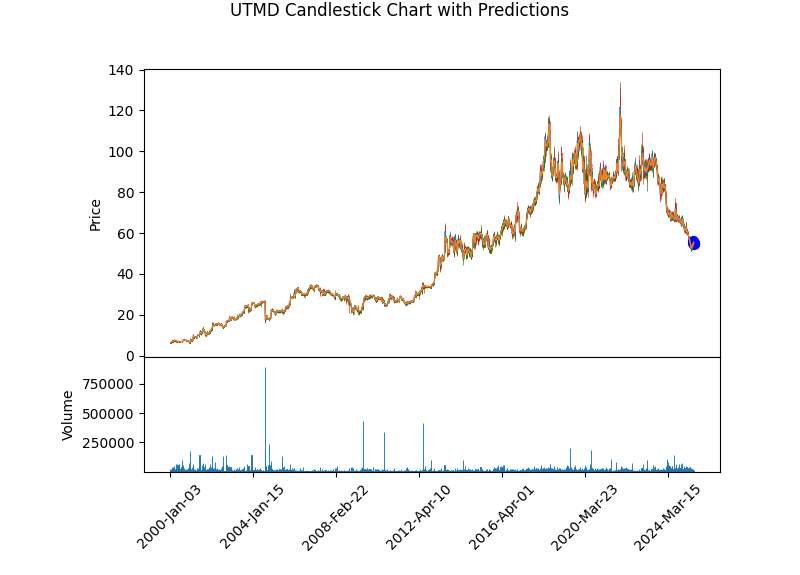 UTMD Candlestick Chart with Predictions
140
120
100
80
60
40
20
0
Price
750000
500000
250000
Volume
2000-Jan-03
2004-Jan-15
2008-Feb-22
2012-Apr-10
2016-Apr-01
2020-Mar-23
2024-Mar-15